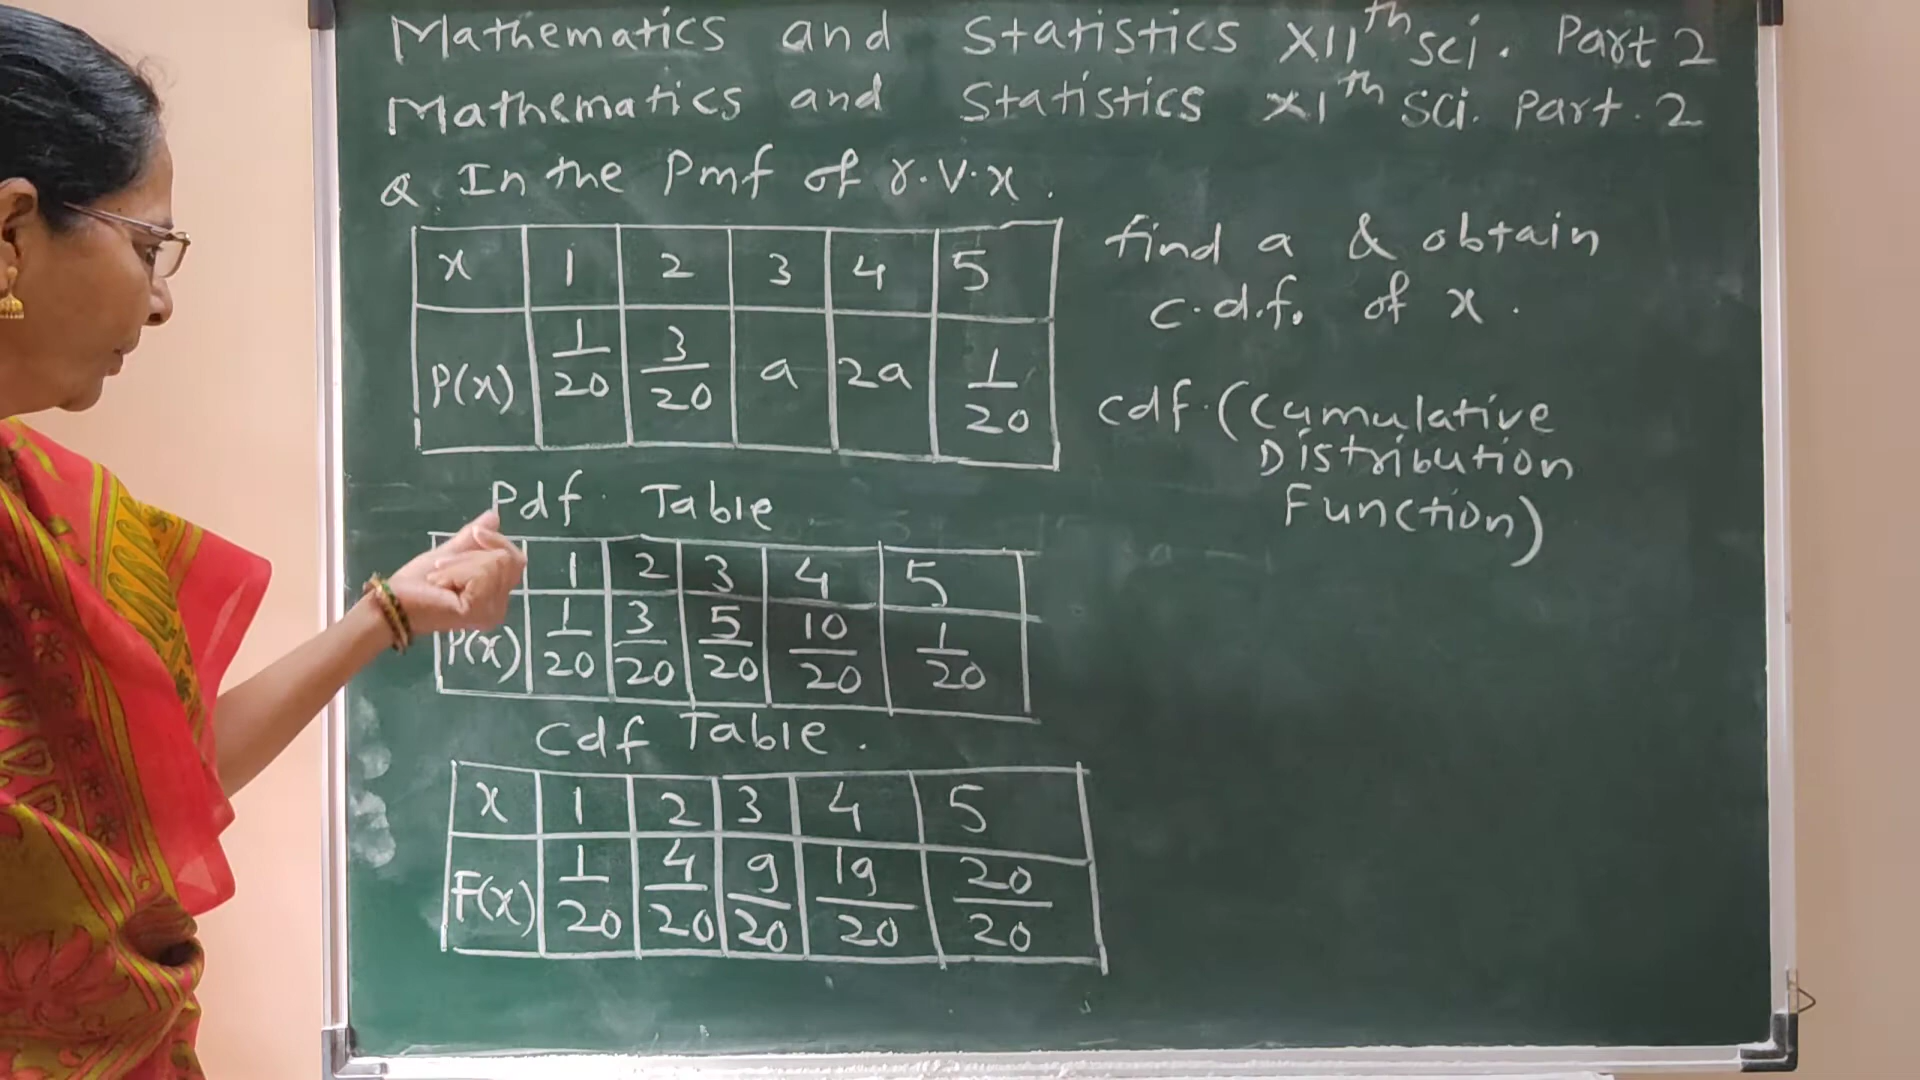 Mathematics and Statistics XIIth sci. Part 2
Mathematics and Statistics XIth SCi. Part. 2
Q. In the Pmf of r.v.x.
x 1 2 3 4 5
P(x) 1/20 3/20 a 2a 1/20
find a & obtain
c.d.f. of x.
cdf.(Cumulative
Distribution
Function)
Pdf. Table
1 2 3 4 5
P(x) 1/20 3/20 5/20 10/20 1/20
Cdf Table.
x 1 2 3 4 5
F(x) 1/20 4/20 9/20 19/20 20/20